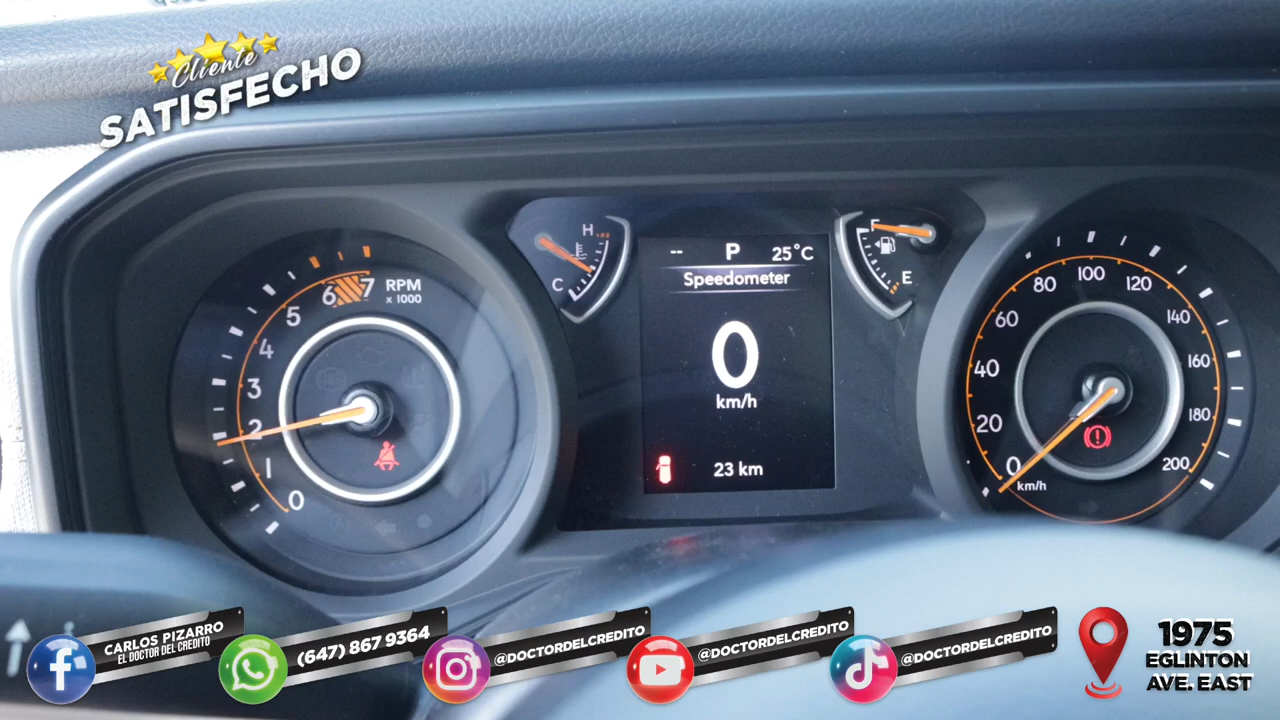 Cliente
SATISFECHO
H
C
-- P 25°C
Speedometer
0
km/h
23 km
F
E
0
1
2
3
4
5
6
7
RPM
x 1000
0
20
40
60
80
100
120
140
160
180
200
km/h
CARLOS PIZARRO
EL DOCTOR DEL CREDITO
(647) 867 9364
@DOCTORDELCREDITO
@DOCTORDELCREDITO
@DOCTORDELCREDITO
1975
EGLINTON
AVE. EAST